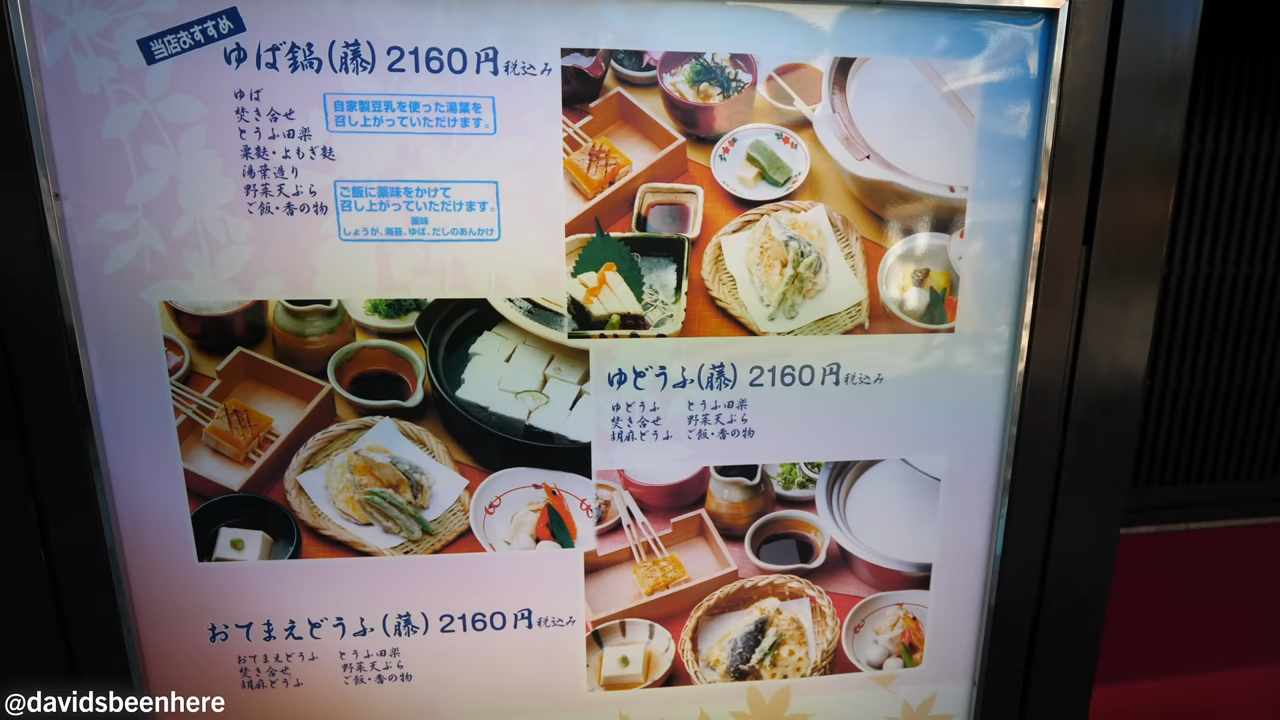 当店おすすめ
ゆば鍋(藤) 2160円税込み
ゆば
焚き合せ
とうふ田楽
粟麩・よもぎ麩
湯葉造り
野菜天ぷら
ご飯・香の物
自家製豆乳を使った湯葉を
召し上がっていただけます。
ご飯に薬味をかけて
召し上がっていただけます。
薬味
しょうが、海苔、ゆば、だしのあんかけ
ゆどうふ(藤) 2160円税込み
ゆどうふ とうふ田楽
焚き合せ 野菜天ぷら
胡麻どうふ ご飯・香の物
おてまえどうふ(藤) 2160円税込み
おてまえどうふ とうふ田楽
焚き合せ 野菜天ぷら
胡麻どうふ ご飯・香の物
@davidsbeenhere